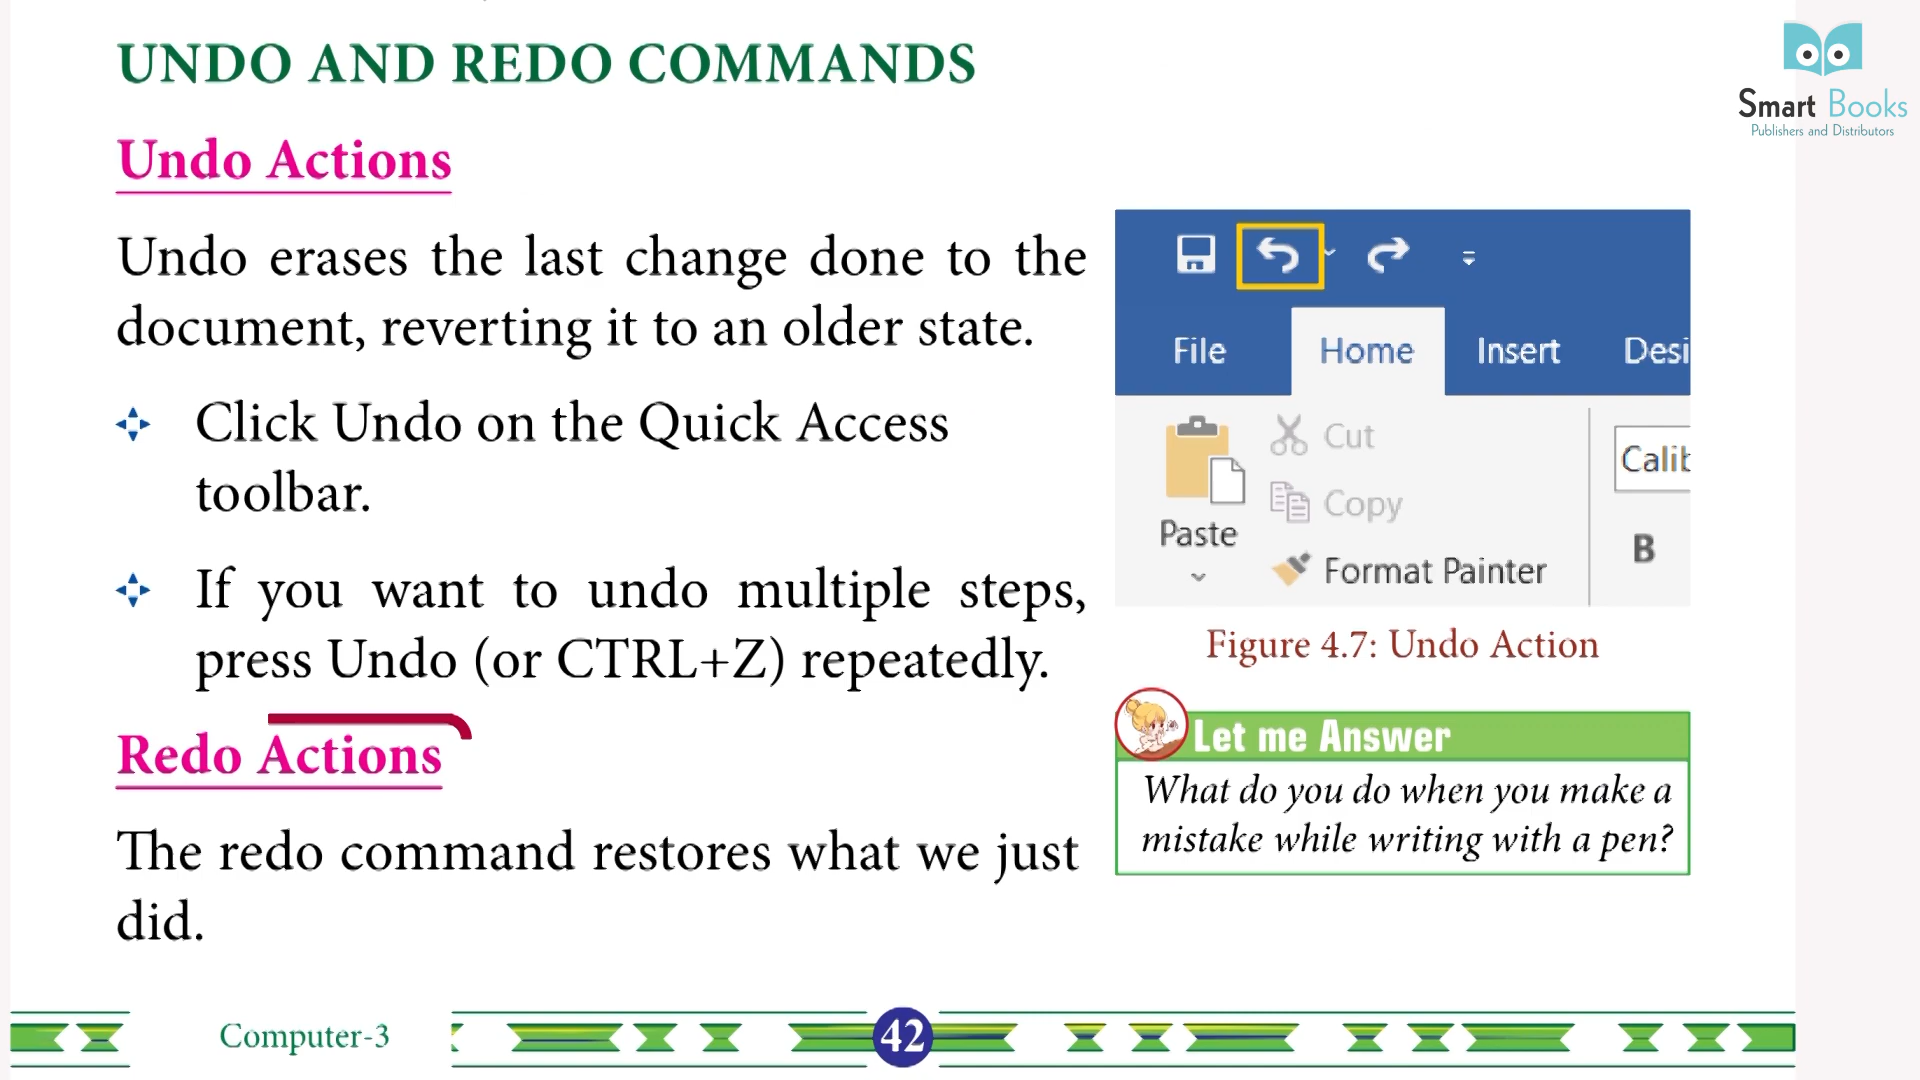 UNDO AND REDO COMMANDS
Smart Books
Publishers and Distributors
Undo Actions
Undo erases the last change done to the
document, reverting it to an older state.
Click Undo on the Quick Access
toolbar.
If you want to undo multiple steps,
press Undo (or CTRL+Z) repeatedly.
File Home Insert Desi
Cut
Calib
Copy
Paste
B
Format Painter
Figure 4.7: Undo Action
Let me Answer
What do you do when you make a
mistake while writing with a pen?
Redo Actions
The redo command restores what we just
did.
Computer-3
42